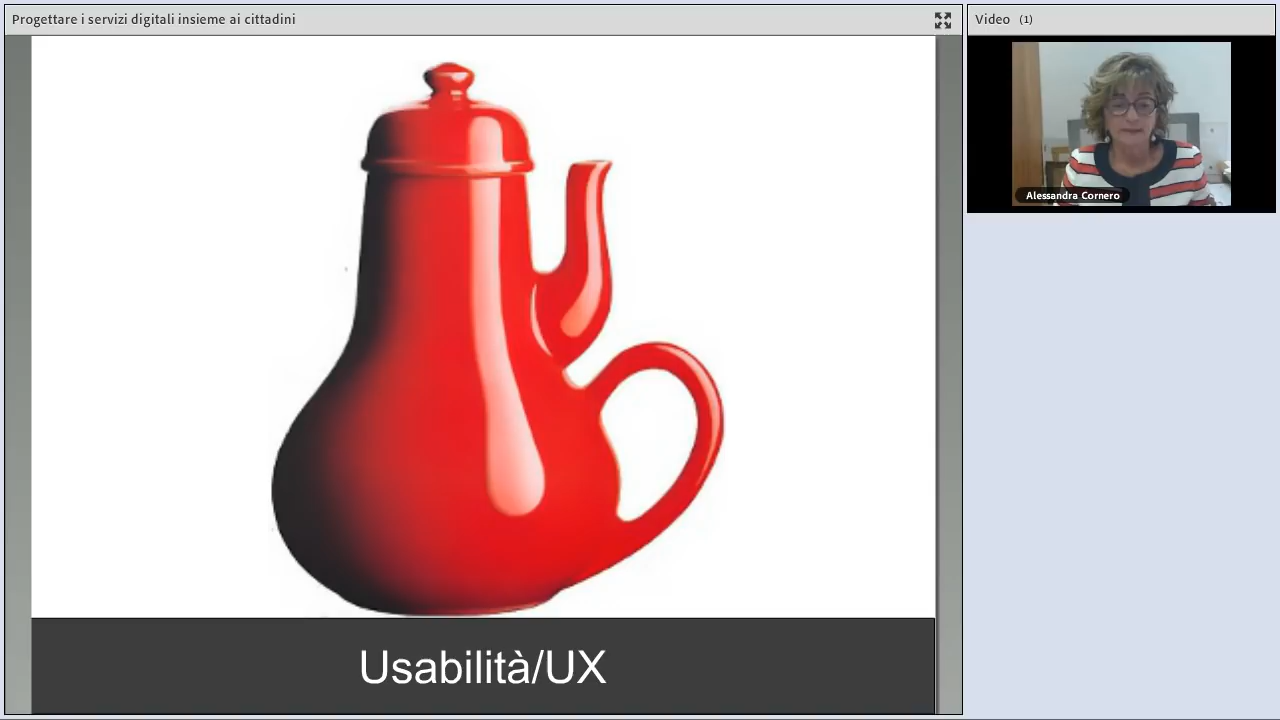 Progettare i servizi digitali insieme ai cittadini
Video (1)
Alessandra Cornero
Usabilità/UX